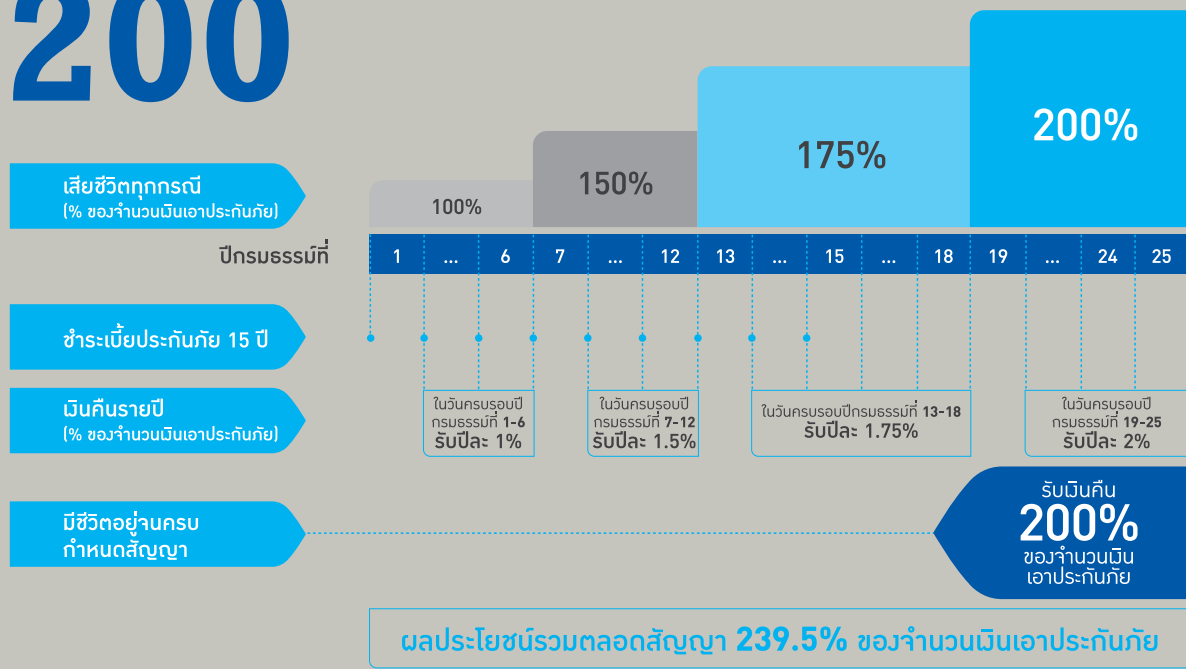 200
200%
175%
150%
100%
เสียชีวิตทุกกรณี
(% ของจำนวนเงินเอาประกันภัย)
ปีกรมธรรม์ที่
1 ... 6 7 ... 12 13 ... 15 ... 18 19 ... 24 25
ชำระเบี้ยประกันภัย 15 ปี
เงินคืนรายปี
(% ของจำนวนเงินเอาประกันภัย)
ในวันครบรอบปี
กรมธรรม์ที่ 1-6
รับปีละ 1%
ในวันครบรอบปี
กรมธรรม์ที่ 7-12
รับปีละ 1.5%
ในวันครบรอบปีกรมธรรม์ที่ 13-18
รับปีละ 1.75%
ในวันครบรอบปี
กรมธรรม์ที่ 19-25
รับปีละ 2%
มีชีวิตอยู่จนครบ
กำหนดสัญญา
รับเงินคืน
200%
ของจำนวนเงิน
เอาประกันภัย
ผลประโยชน์รวมตลอดสัญญา 239.5% ของจำนวนเงินเอาประกันภัย